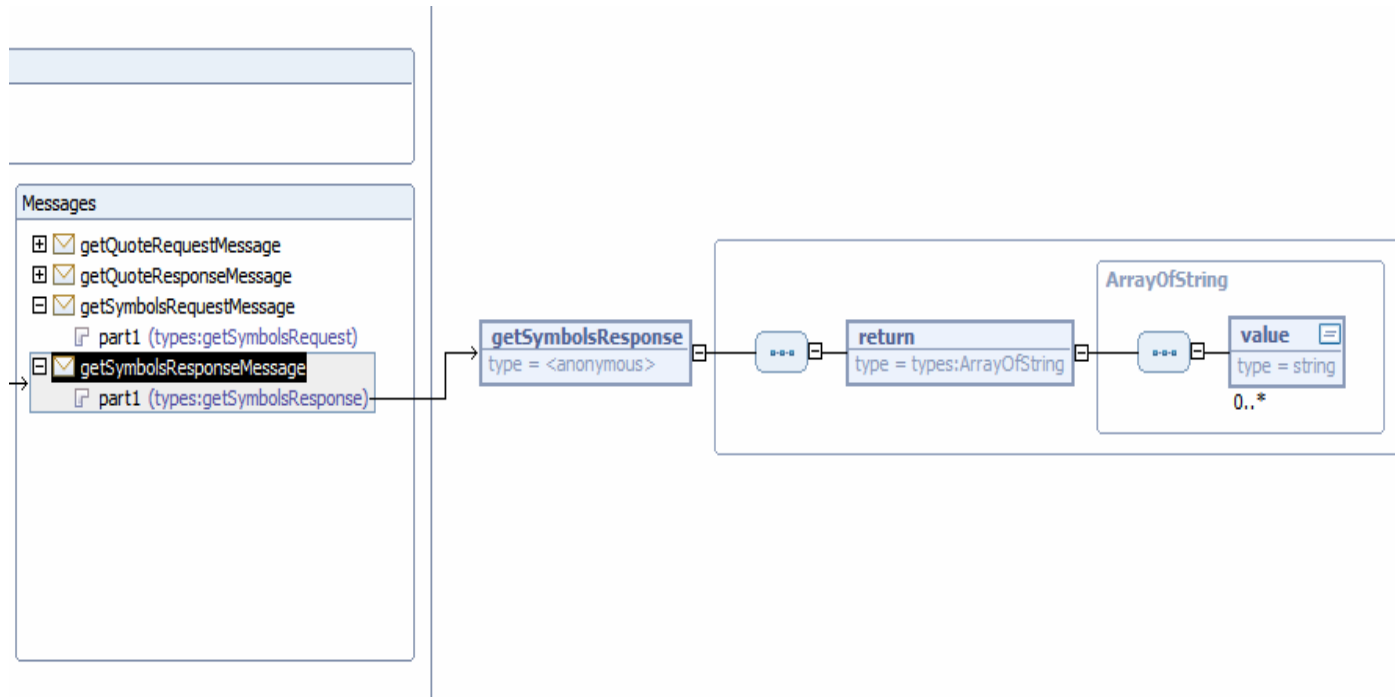 Messages
getQuoteRequestMessage
getQuoteResponseMessage
getSymbolsRequestMessage
part1 (types:getSymbolsRequest)
getSymbolsResponseMessage
part1 (types:getSymbolsResponse)
getSymbolsResponse
type = <anonymous>
return
type = types:ArrayOfString
ArrayOfString
value
type = string
0..*